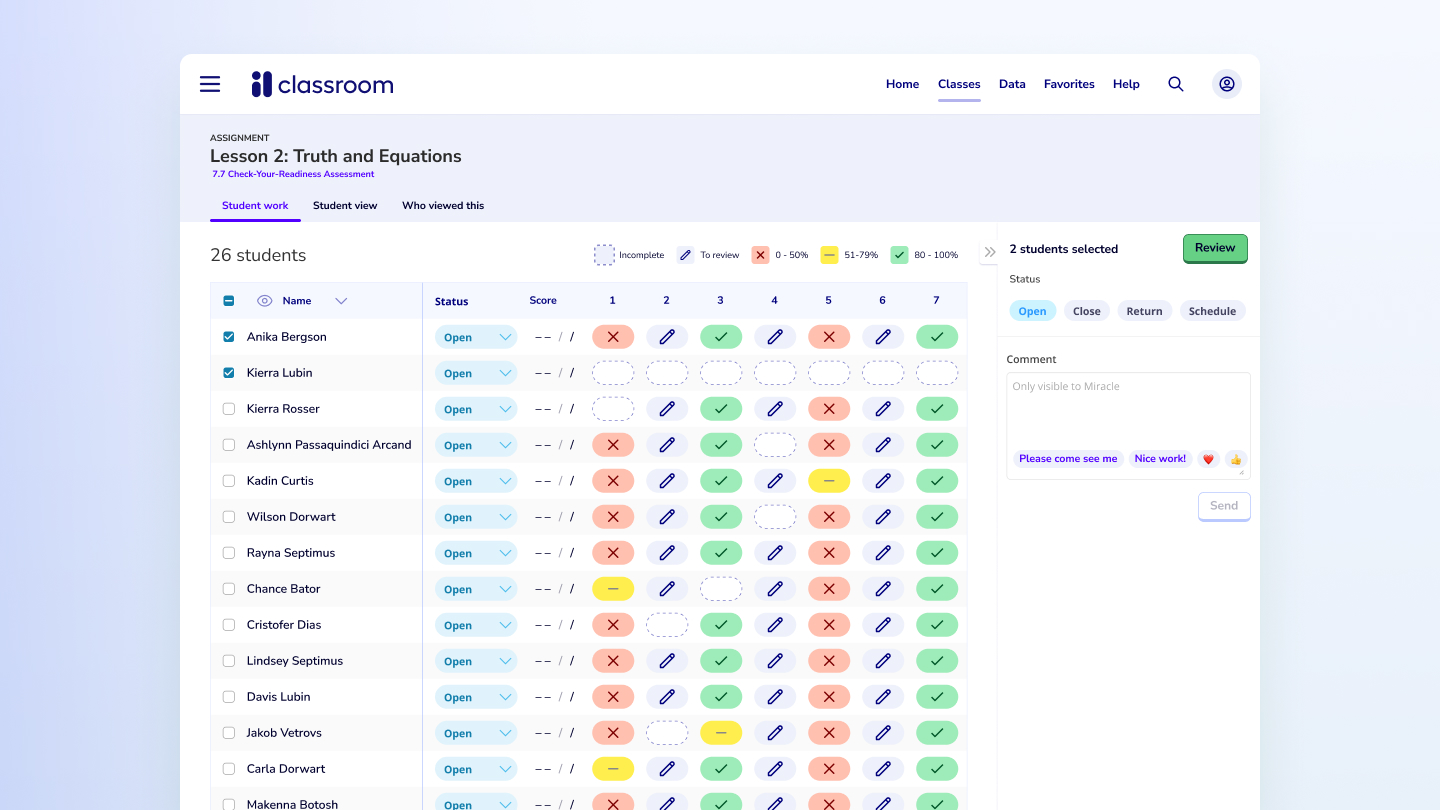 classroom
Home Classes Data Favorites Help
ASSIGNMENT
Lesson 2: Truth and Equations
7.7 Check-Your-Readiness Assessment
Student work Student view Who viewed this
26 students
Incomplete To review 0 - 50% 51-79% 80 - 100%
Name Status Score 1 2 3 4 5 6 7
Anika Bergson Open -- / /
Kierra Lubin Open -- / /
Kierra Rosser Open -- / /
Ashlynn Passaquindici Arcand Open -- / /
Kadin Curtis Open -- / /
Wilson Dorwart Open -- / /
Rayna Septimus Open -- / /
Chance Bator Open -- / /
Cristofer Dias Open -- / /
Lindsey Septimus Open -- / /
Davis Lubin Open -- / /
Jakob Vetrovs Open -- / /
Carla Dorwart Open -- / /
Makenna Botosh Open -- / /
2 students selected Review
Status
Open Close Return Schedule
Comment
Only visible to Miracle
Please come see me Nice work! ❤️ 👍
Send